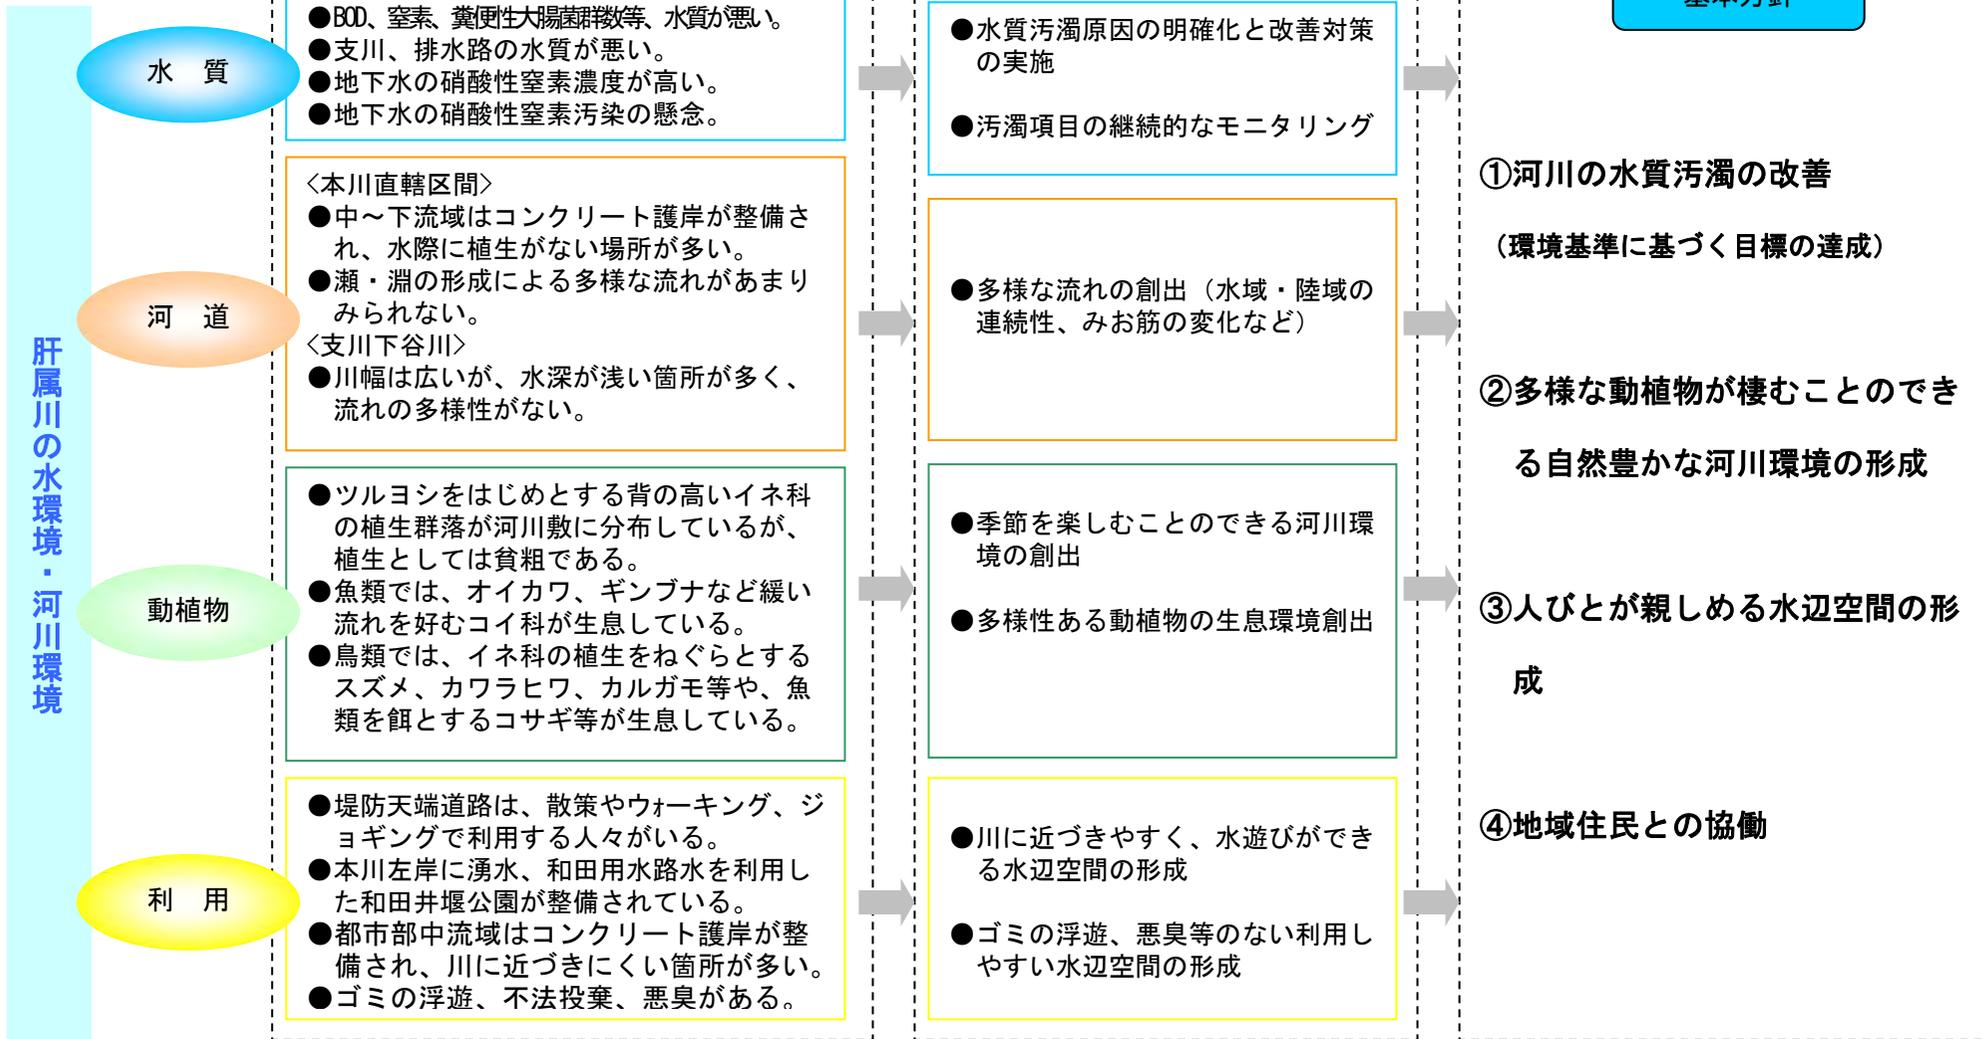 肝属川の水環境・河川環境
水　質
●BOD、窒素、糞便性大腸菌群数等、水質が悪い。
●支川、排水路の水質が悪い。
●地下水の硝酸性窒素濃度が高い。
●地下水の硝酸性窒素汚染の懸念。
●水質汚濁原因の明確化と改善対策
の実施
●汚濁項目の継続的なモニタリング
河　道
〈本川直轄区間〉
●中～下流域はコンクリート護岸が整備さ
れ、水際に植生がない場所が多い。
●瀬・淵の形成による多様な流れがあまり
みられない。
〈支川下谷川〉
●川幅は広いが、水深が浅い箇所が多く、
流れの多様性がない。
●多様な流れの創出（水域・陸域の
連続性、みお筋の変化など）
動植物
●ツルヨシをはじめとする背の高いイネ科
の植生群落が河川敷に分布しているが、
植生としては貧粗である。
●魚類では、オイカワ、ギンブナなど緩い
流れを好むコイ科が生息している。
●鳥類では、イネ科の植生をねぐらとする
スズメ、カワラヒワ、カルガモ等や、魚
類を餌とするコサギ等が生息している。
●季節を楽しむことのできる河川環
境の創出
●多様性ある動植物の生息環境創出
利　用
●堤防天端道路は、散策やウォーキング、ジ
ョギングで利用する人々がいる。
●本川左岸に湧水、和田用水路水を利用し
た和田井堰公園が整備されている。
●都市部中流域はコンクリート護岸が整
備され、川に近づきにくい箇所が多い。
●ゴミの浮遊、不法投棄、悪臭がある。
●川に近づきやすく、水遊びができ
る水辺空間の形成
●ゴミの浮遊、悪臭等のない利用し
やすい水辺空間の形成
基本方針
①河川の水質汚濁の改善
（環境基準に基づく目標の達成）
②多様な動植物が棲むことのでき
る自然豊かな河川環境の形成
③人びとが親しめる水辺空間の形
成
④地域住民との協働